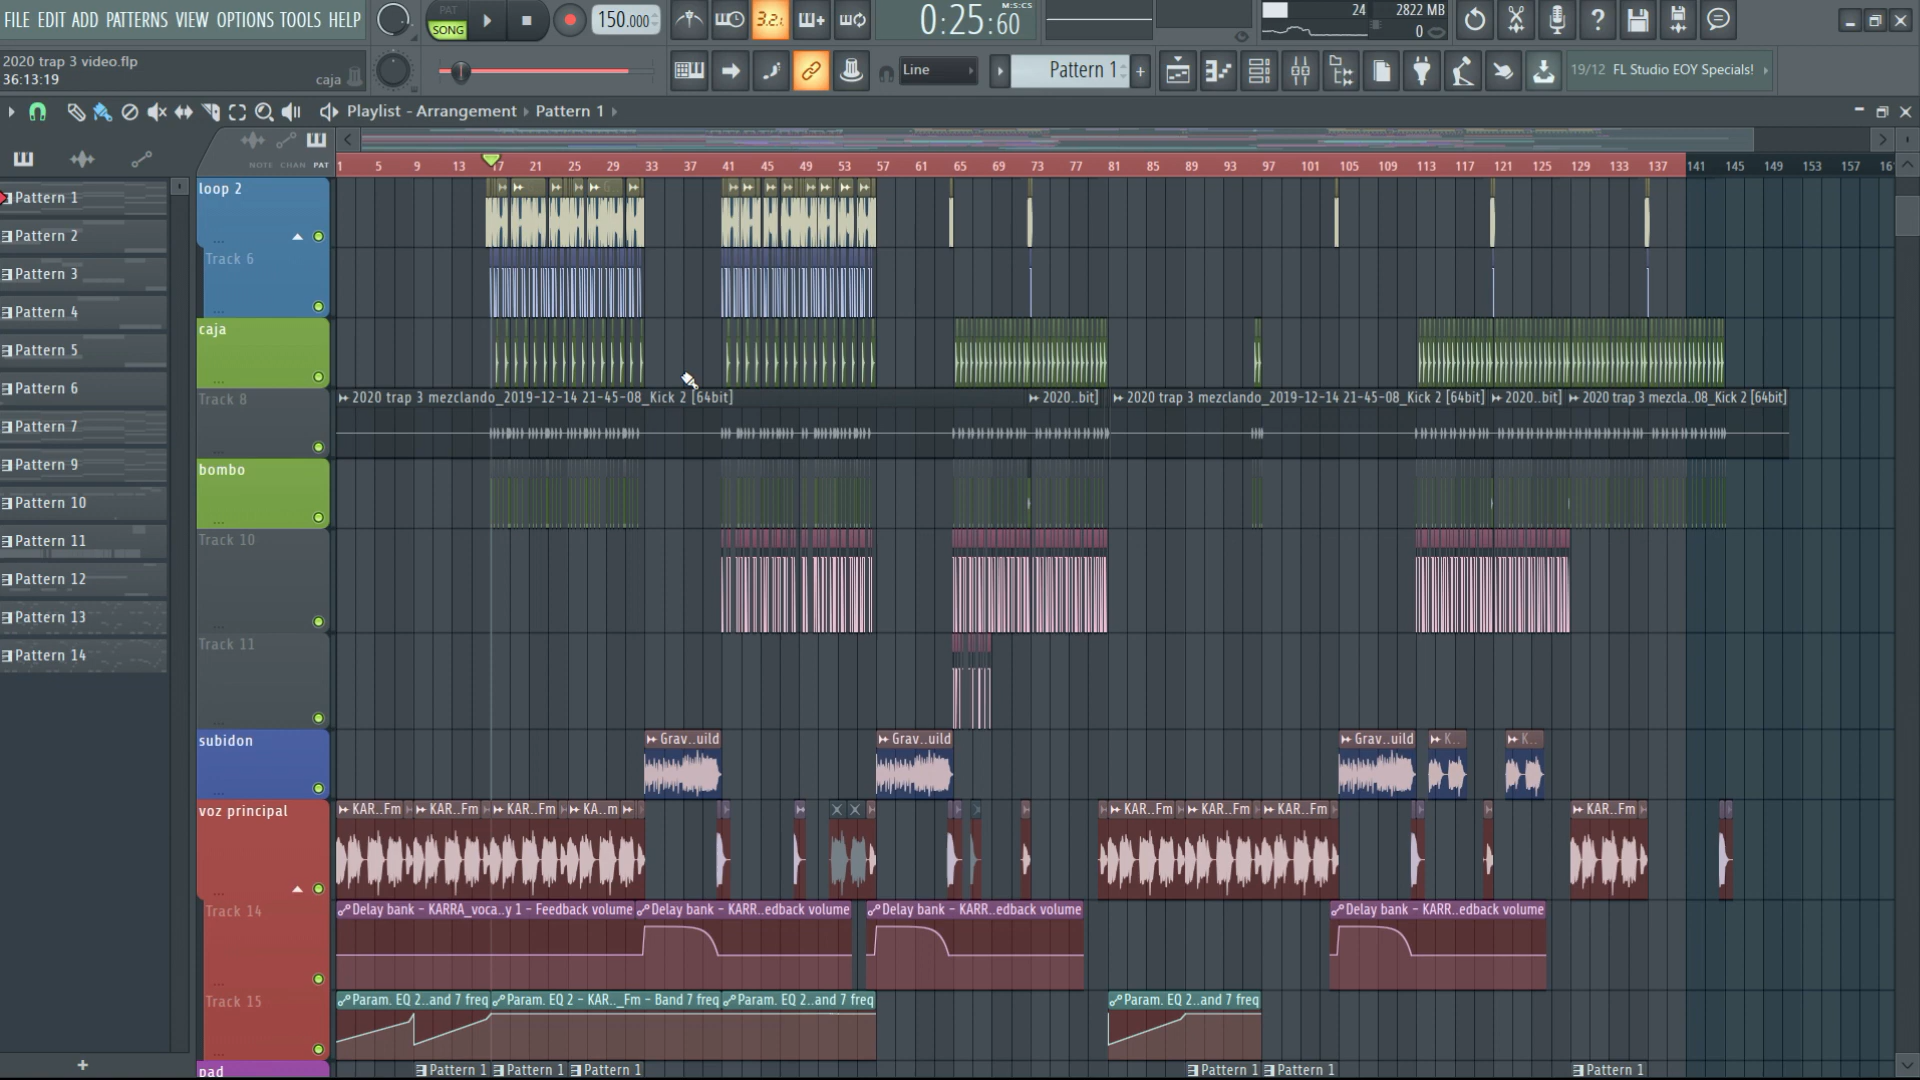 FILE EDIT ADD PATTERNS VIEW OPTIONS TOOLS HELP
PAT
SONG
150.000
3.2.
0:25:60
M:S:CS
24
2822 MB
0
2020 trap 3 video.flp
36:13:19
caja
Line
Pattern 1
19/12 FL Studio EOY Specials!
Playlist - Arrangement
Pattern 1
NOTE CHAN PAT
1 5 9 13 17 21 25 29 33 37 41 45 49 53 57 61 65 69 73 77 81 85 89 93 97 101 105 109 113 117 121 125 129 133 137 141 145 149 153 157 161
Pattern 1
Pattern 2
Pattern 3
Pattern 4
Pattern 5
Pattern 6
Pattern 7
Pattern 9
Pattern 10
Pattern 11
Pattern 12
Pattern 13
Pattern 14
loop 2
Track 6
caja
Track 8
2020 trap 3 mezclando_2019-12-14 21-45-08_Kick 2 [64bit]
2020..bit]
2020 trap 3 mezclando_2019-12-14 21-45-08_Kick 2 [64bit]
2020..bit]
2020 trap 3 mezcla..08_Kick 2 [64bit]
bombo
Track 10
Track 11
subidon
Grav..uild
Grav..uild
Grav..uild
K..
K..
voz principal
KAR..Fm
KAR..Fm
KAR..Fm
KA..m
KAR..Fm
KAR..Fm
KAR..Fm
KAR..Fm
Track 14
Delay bank - KARRA_voca..y 1 - Feedback volume
Delay bank - KARR..edback volume
Delay bank - KARR..edback volume
Delay bank - KARR..edback volume
Track 15
Param. EQ 2..and 7 freq
Param. EQ 2 - KAR.._Fm - Band 7 freq
Param. EQ 2..and 7 freq
Param. EQ 2..and 7 freq
pad
Pattern 1
Pattern 1
Pattern 1
Pattern 1
Pattern 1
Pattern 1